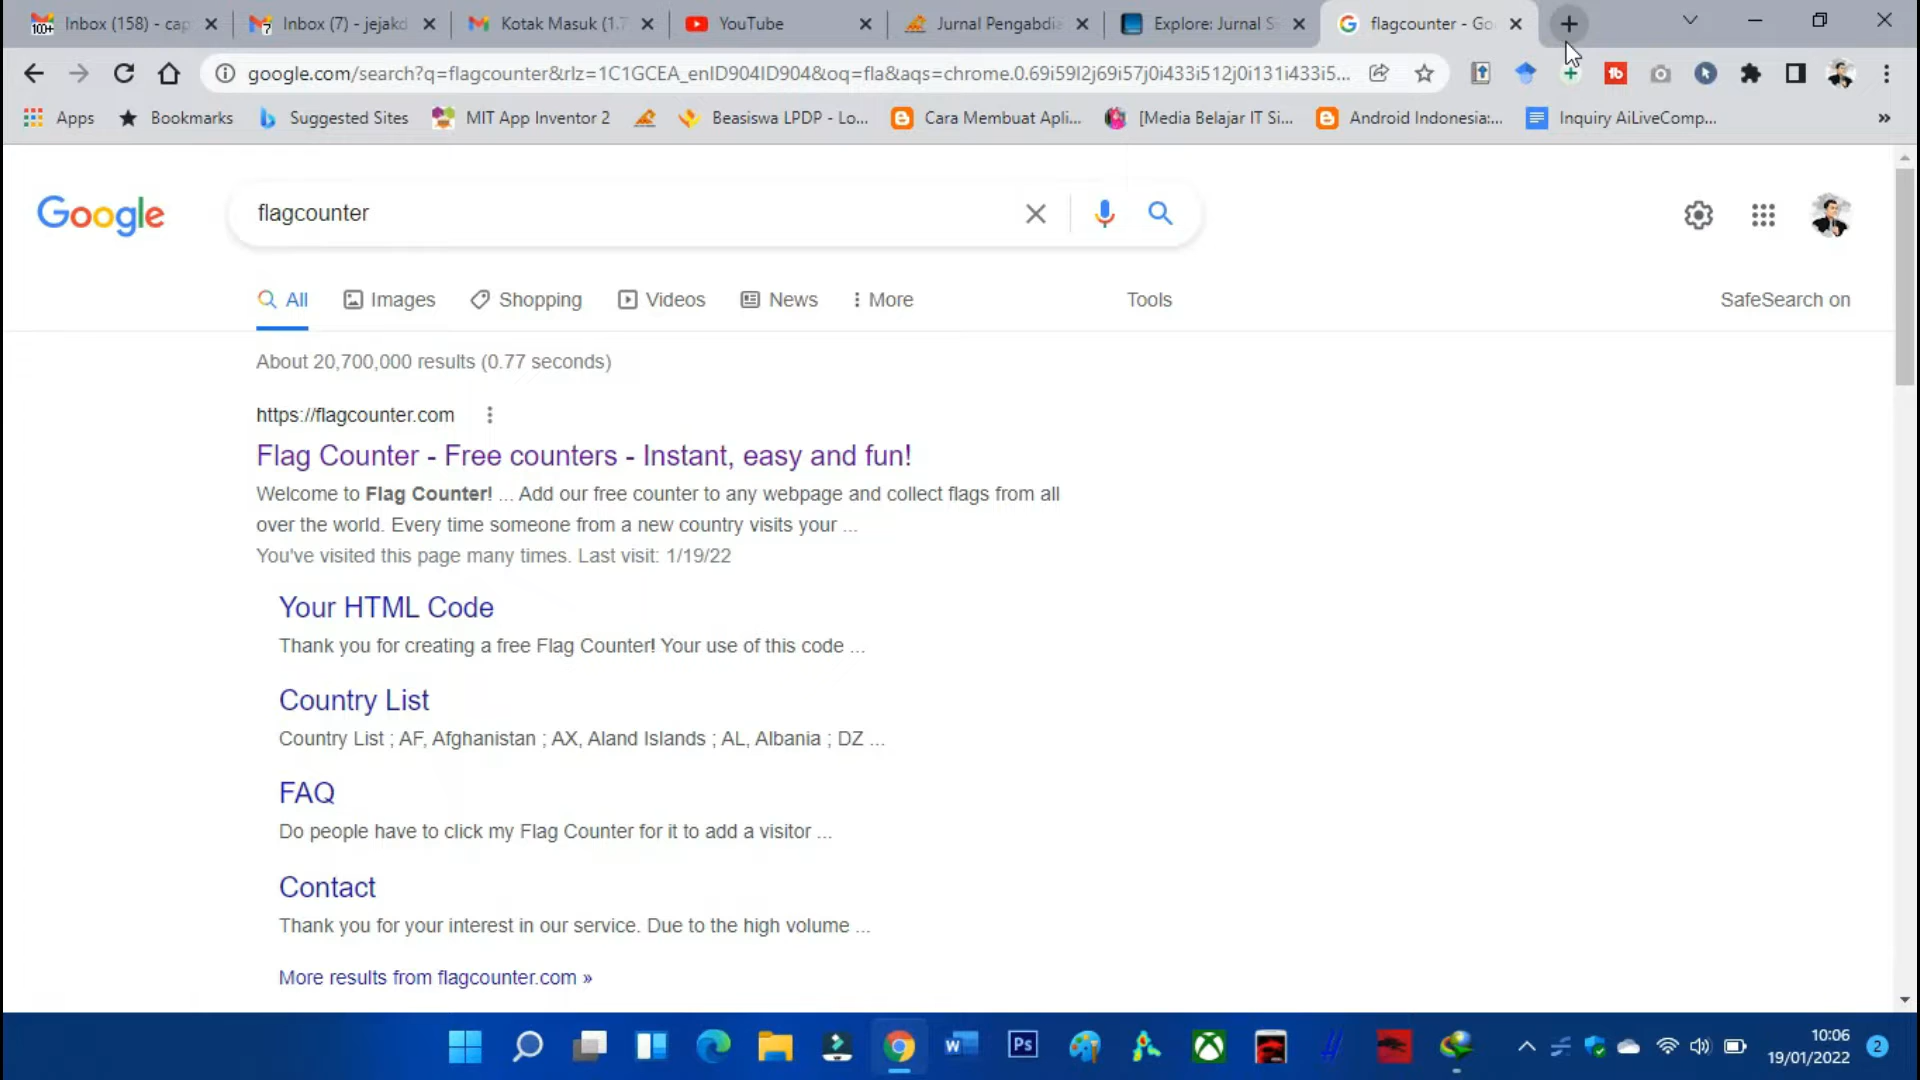 Inbox (158) - cap
Inbox (7) - jejakd
Kotak Masuk (1.7
YouTube
Jurnal Pengabdia
Explore: Jurnal S
flagcounter - Go
google.com/search?q=flagcounter&rlz=1C1GCEA_enID904ID904&oq=fla&aqs=chrome.0.69i59l2j69i57j0i433i512j0i131i433i5...
Apps
Bookmarks
Suggested Sites
MIT App Inventor 2
Beasiswa LPDP - Lo...
Cara Membuat Apli...
[Media Belajar IT Si...
Android Indonesia:...
Inquiry AiLiveComp...
»
Google
flagcounter
All
Images
Shopping
Videos
News
More
Tools
SafeSearch on
About 20,700,000 results (0.77 seconds)
https://flagcounter.com
Flag Counter - Free counters - Instant, easy and fun!
Welcome to Flag Counter! ... Add our free counter to any webpage and collect flags from all
over the world. Every time someone from a new country visits your ...
You've visited this page many times. Last visit: 1/19/22
Your HTML Code
Thank you for creating a free Flag Counter! Your use of this code ...
Country List
Country List ; AF, Afghanistan ; AX, Aland Islands ; AL, Albania ; DZ ...
FAQ
Do people have to click my Flag Counter for it to add a visitor ...
Contact
Thank you for your interest in our service. Due to the high volume ...
More results from flagcounter.com »
10:06
19/01/2022
2